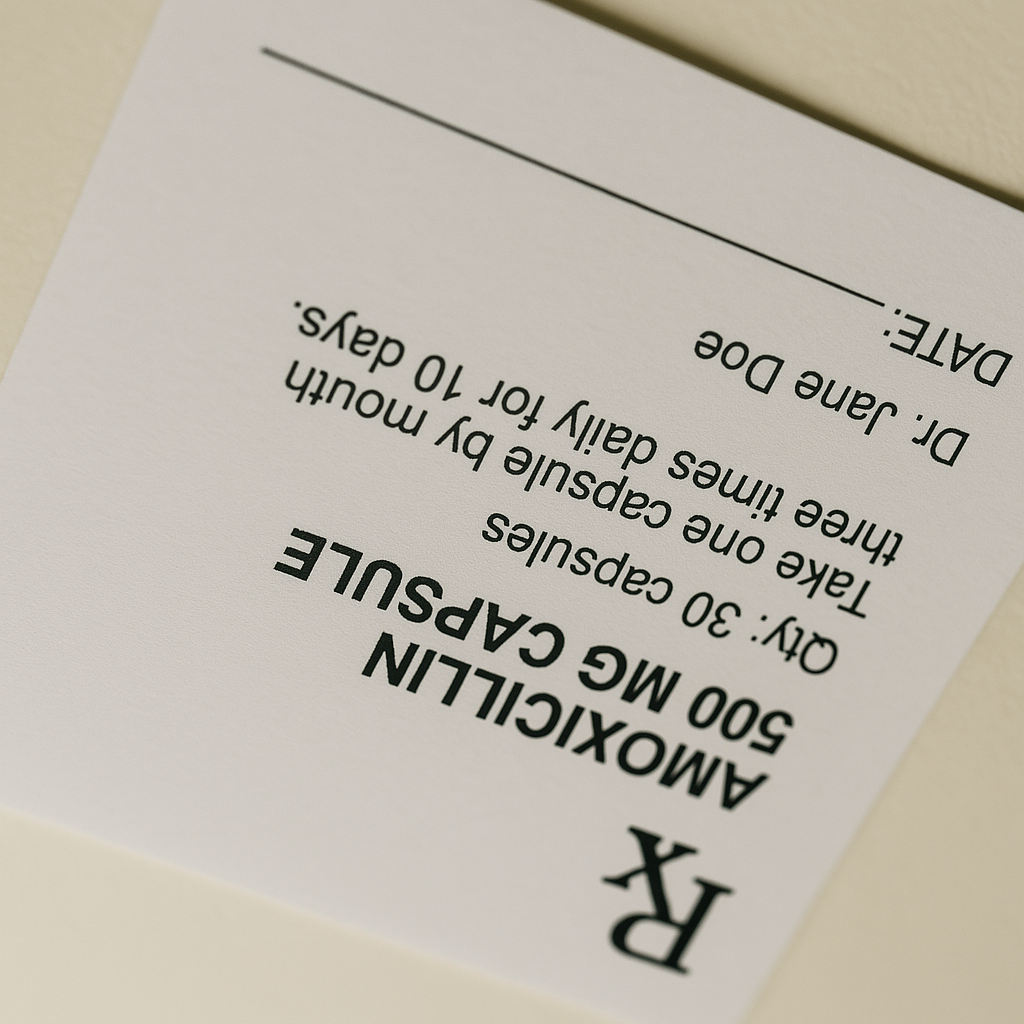 Rx
AMOXICILLIN
500 MG CAPSULE
Qty: 30 capsules
Take one capsule by mouth
three times daily for 10 days.
Dr. Jane Doe
DATE: